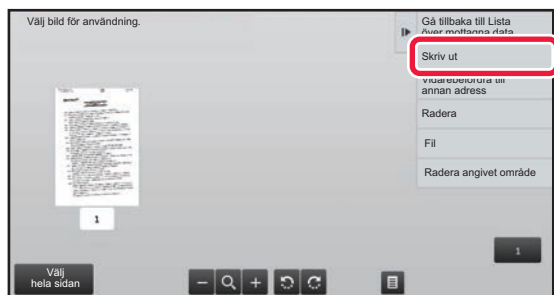 Välj bild för användning.
Gå tillbaka till Lista
över mottagna data
Skriv ut
Vidarebefordra till
annan adress
Radera
Fil
Radera angivet område
1
1
Välj
hela sidan